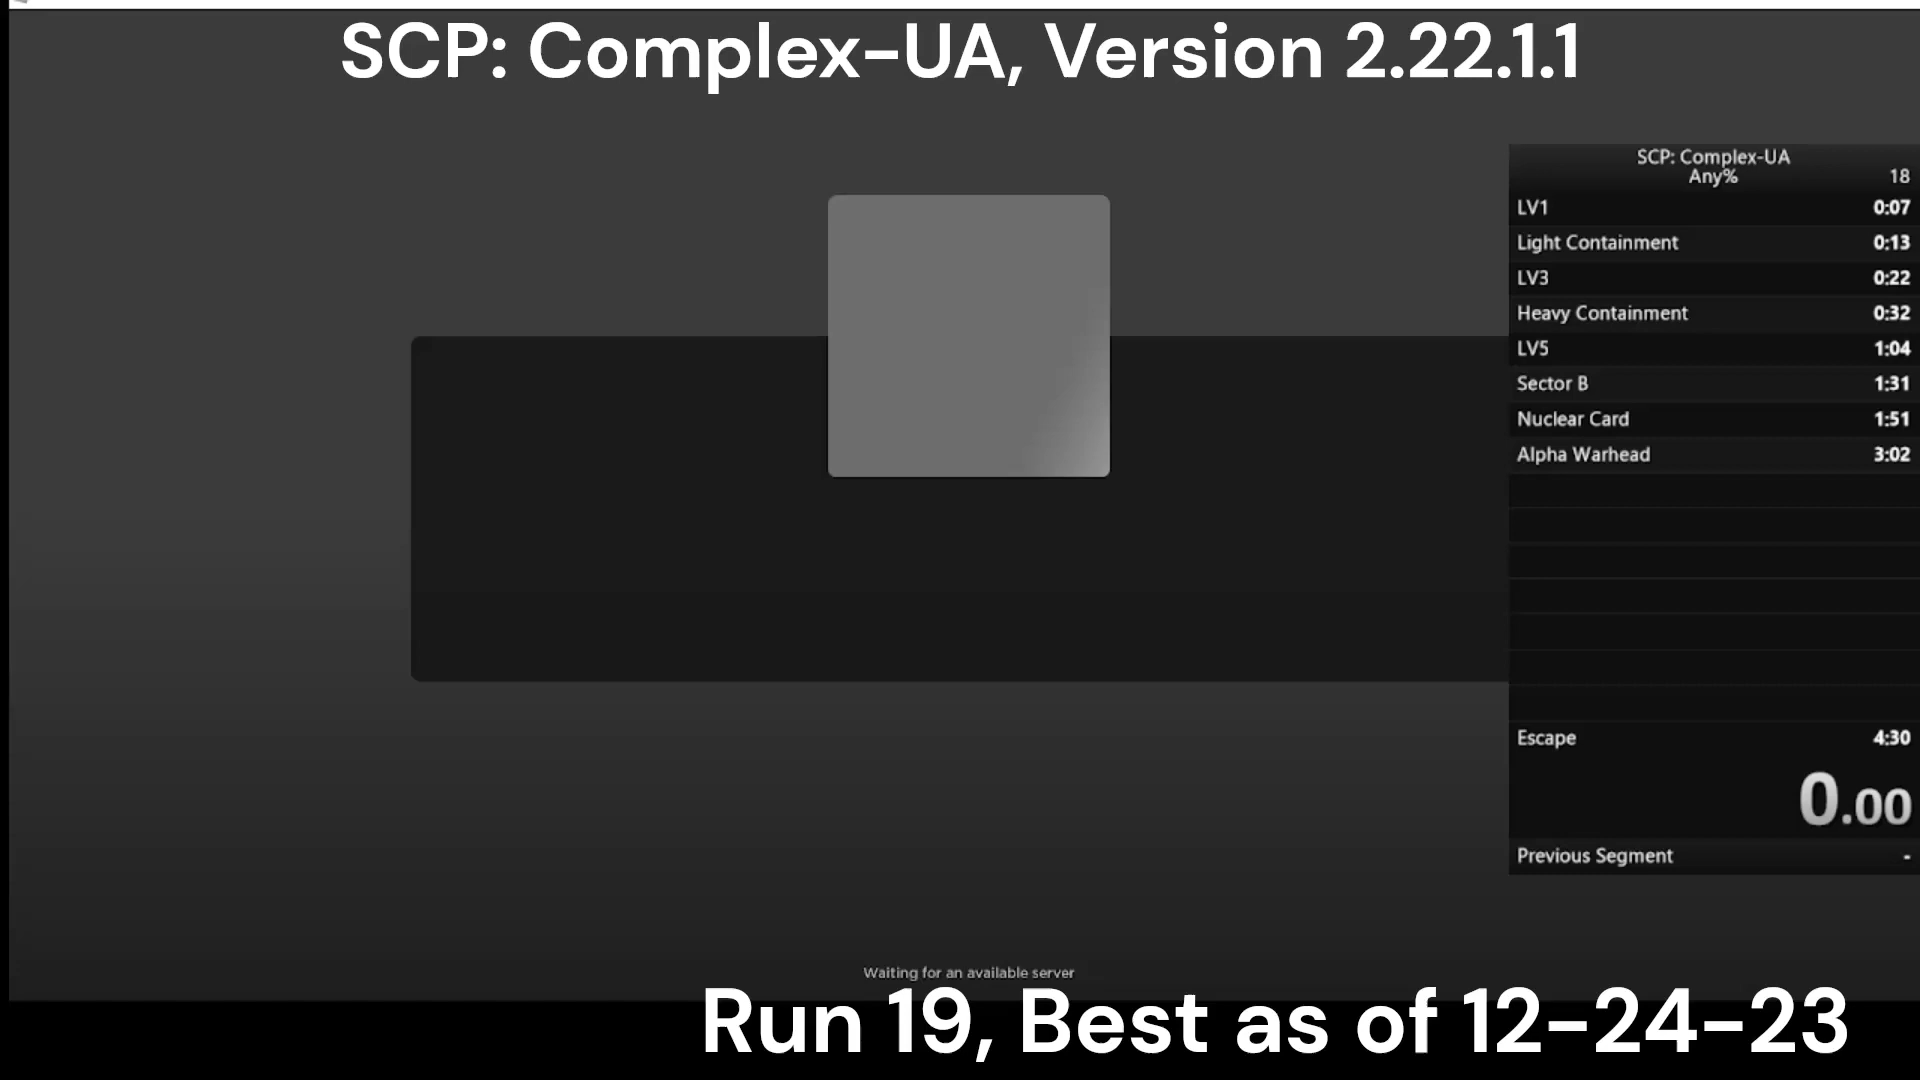 SCP: Complex-UA, Version 2.22.1.1
SCP: Complex-UA
Any% 18
LV1 0:07
Light Containment 0:13
LV3 0:22
Heavy Containment 0:32
LV5 1:04
Sector B 1:31
Nuclear Card 1:51
Alpha Warhead 3:02
Escape 4:30
0.00
Previous Segment -
Waiting for an available server
Run 19, Best as of 12-24-23